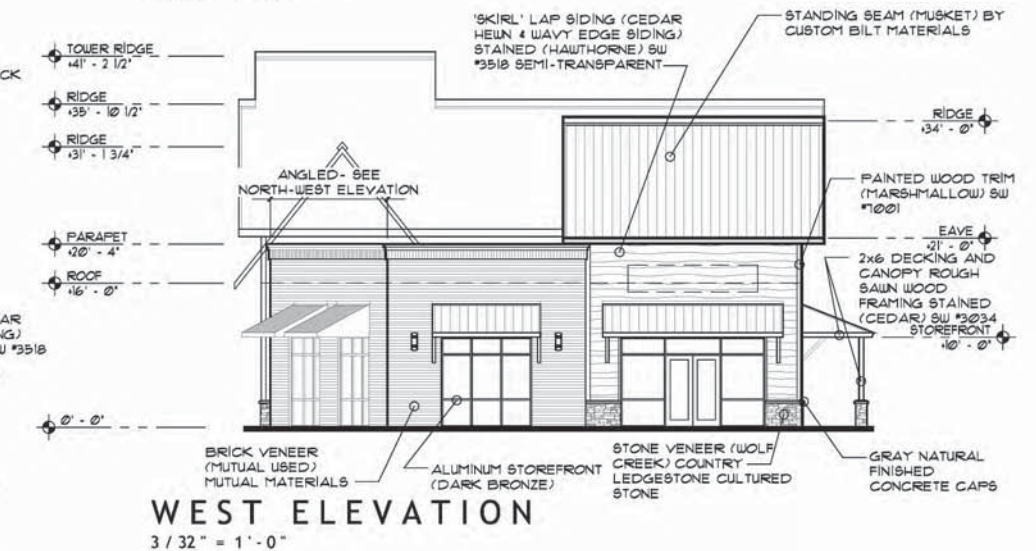 CK
AR
NG)
W #3518
TOWER RIDGE
+41' - 2 1/2"
RIDGE
+35' - 10 1/2"
RIDGE
+31' - 1 3/4"
PARAPET
+20' - 4"
ROOF
+16' - 0"
0' - 0"
ANGLED- SEE
NORTH-WEST ELEVATION
'SKIRL' LAP SIDING (CEDAR
HEWN & WAVY EDGE SIDING)
STAINED (HAWTHORNE) SW
#3518 SEMI-TRANSPARENT
STANDING SEAM (MUSKET) BY
CUSTOM BILT MATERIALS
RIDGE
+34' - 0"
PAINTED WOOD TRIM
(MARSHMALLOW) SW
#7001
EAVE
+21' - 0"
2x6 DECKING AND
CANOPY ROUGH
SAWN WOOD
FRAMING STAINED
(CEDAR) SW #3034
STOREFRONT
+10' - 0"
BRICK VENEER
(MUTUAL USED)
MUTUAL MATERIALS
ALUMINUM STOREFRONT
(DARK BRONZE)
STONE VENEER (WOLF
CREEK) COUNTRY
LEDGESTONE CULTURED
STONE
GRAY NATURAL
FINISHED
CONCRETE CAPS
WEST ELEVATION
3 / 32" = 1'-0"